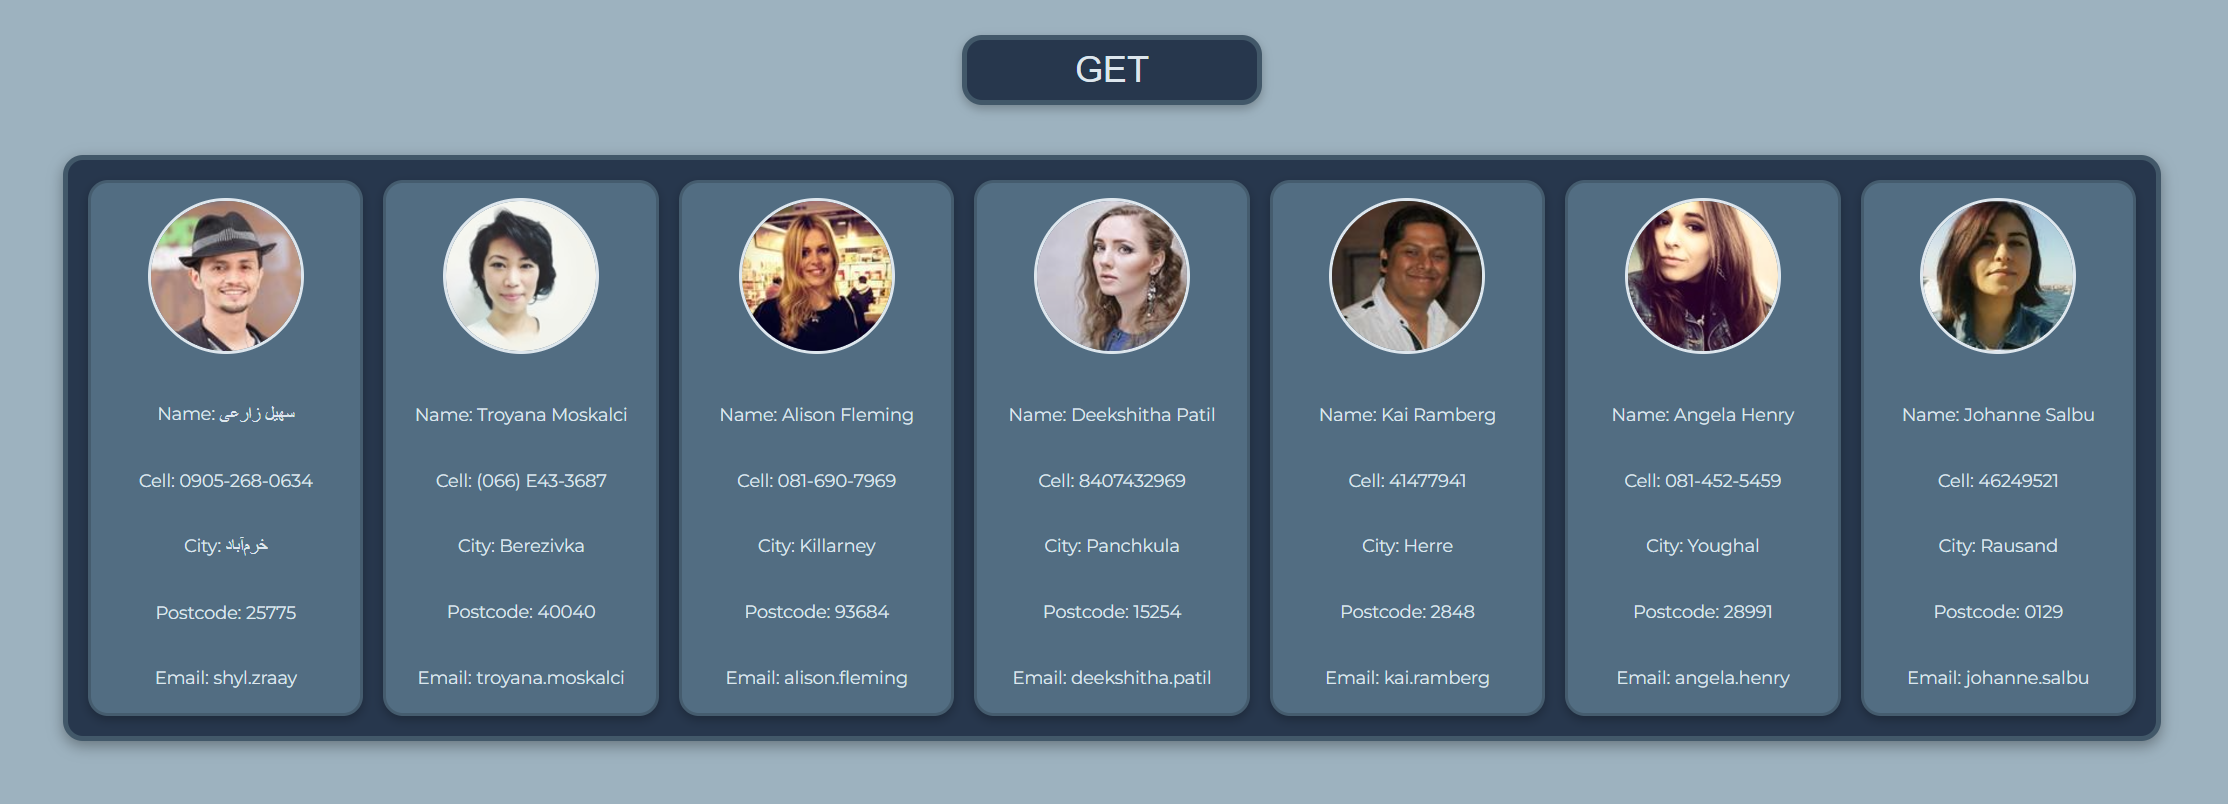 GET
Name: سهیل زارعی
Cell: 0905-268-0634
City: خرم‌آباد
Postcode: 25775
Email: shyl.zraay
Name: Troyana Moskalci
Cell: (066) E43-3687
City: Berezivka
Postcode: 40040
Email: troyana.moskalci
Name: Alison Fleming
Cell: 081-690-7969
City: Killarney
Postcode: 93684
Email: alison.fleming
Name: Deekshitha Patil
Cell: 8407432969
City: Panchkula
Postcode: 15254
Email: deekshitha.patil
Name: Kai Ramberg
Cell: 41477941
City: Herre
Postcode: 2848
Email: kai.ramberg
Name: Angela Henry
Cell: 081-452-5459
City: Youghal
Postcode: 28991
Email: angela.henry
Name: Johanne Salbu
Cell: 46249521
City: Rausand
Postcode: 0129
Email: johanne.salbu